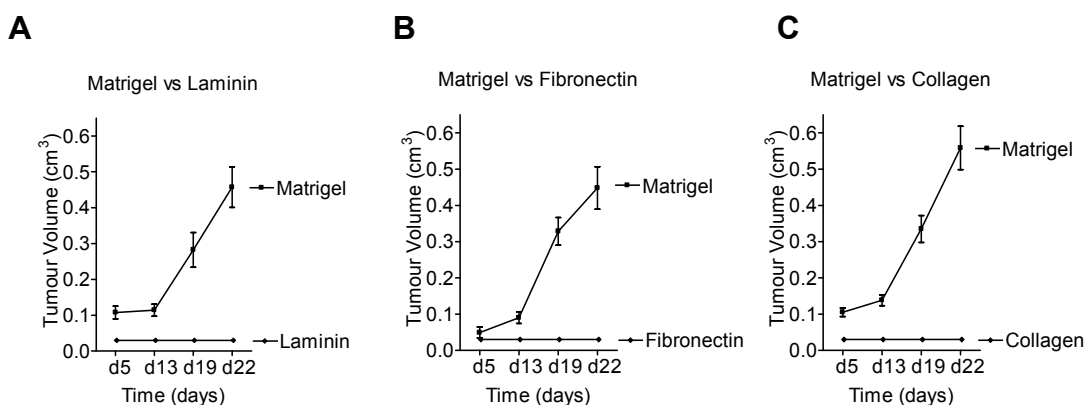 A
Matrigel vs Laminin
Tumour Volume (cm³)
0.6
0.5
0.4
0.3
0.2
0.1
0.0
Matrigel
Laminin
d5 d13 d19 d22
Time (days)
B
Matrigel vs Fibronectin
Tumour Volume (cm³)
0.6
0.5
0.4
0.3
0.2
0.1
0.0
Matrigel
Fibronectin
d5 d13 d19 d22
Time (days)
C
Matrigel vs Collagen
Tumour Volume (cm³)
0.6
0.5
0.4
0.3
0.2
0.1
0.0
Matrigel
Collagen
d5 d13 d19 d22
Time (days)